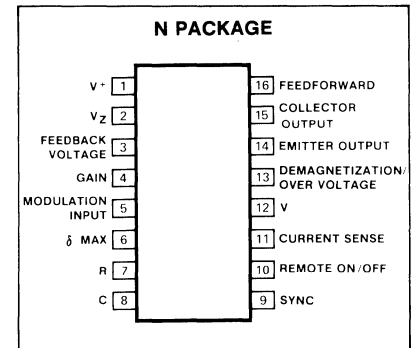 N PACKAGE
V+ 1
VZ 2
FEEDBACK
VOLTAGE 3
GAIN 4
MODULATION
INPUT 5
δ MAX 6
R 7
C 8
16 FEEDFORWARD
15 COLLECTOR
OUTPUT
14 EMITTER OUTPUT
13 DEMAGNETIZATION/
OVER VOLTAGE
12 V
11 CURRENT SENSE
10 REMOTE ON/OFF
9 SYNC